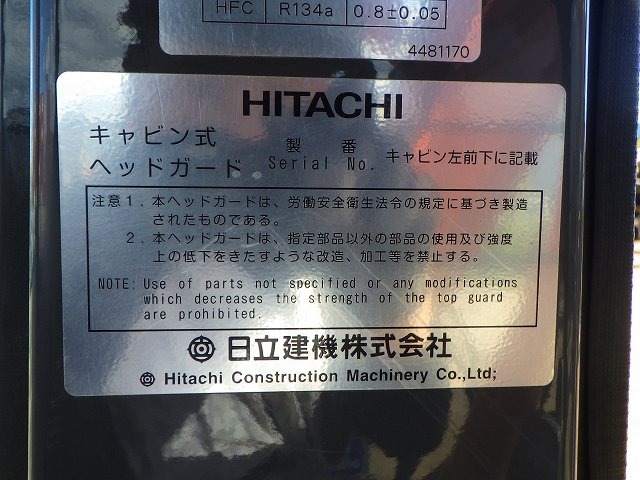 HFC R134a 0.8±0.05
4481170
HITACHI
キャビン式
ヘッドガード
製番
Serial No.
キャビン左前下に記載
注意1. 本ヘッドガードは、労働安全衛生法令の規定に基づき製造
されたものである。
2. 本ヘッドガードは、指定部品以外の部品の使用及び強度
上の低下をきたすような改造、加工等を禁止する。
NOTE: Use of parts not specified or any modifications
which decreases the strength of the top guard
are prohibited.
日立建機株式会社
Hitachi Construction Machinery Co.,Ltd;